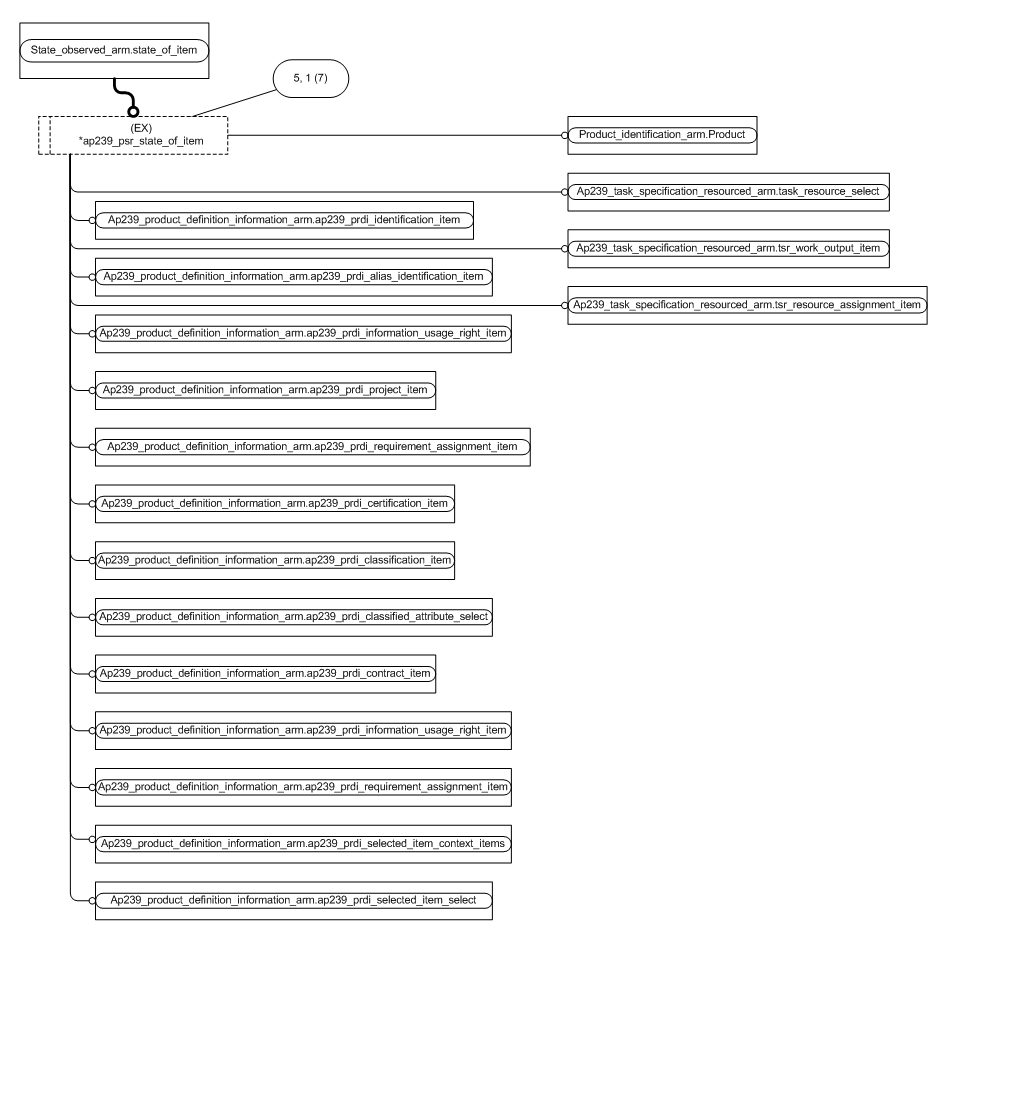 State_observed_arm.state_of_item
5, 1 (7)
(EX)
*ap239_psr_state_of_item
Product_identification_arm.Product
Ap239_task_specification_resourced_arm.task_resource_select
Ap239_product_definition_information_arm.ap239_prdi_identification_item
Ap239_task_specification_resourced_arm.tsr_work_output_item
Ap239_product_definition_information_arm.ap239_prdi_alias_identification_item
Ap239_task_specification_resourced_arm.tsr_resource_assignment_item
Ap239_product_definition_information_arm.ap239_prdi_information_usage_right_item
Ap239_product_definition_information_arm.ap239_prdi_project_item
Ap239_product_definition_information_arm.ap239_prdi_requirement_assignment_item
Ap239_product_definition_information_arm.ap239_prdi_certification_item
Ap239_product_definition_information_arm.ap239_prdi_classification_item
Ap239_product_definition_information_arm.ap239_prdi_classified_attribute_select
Ap239_product_definition_information_arm.ap239_prdi_contract_item
Ap239_product_definition_information_arm.ap239_prdi_information_usage_right_item
Ap239_product_definition_information_arm.ap239_prdi_requirement_assignment_item
Ap239_product_definition_information_arm.ap239_prdi_selected_item_context_items
Ap239_product_definition_information_arm.ap239_prdi_selected_item_select